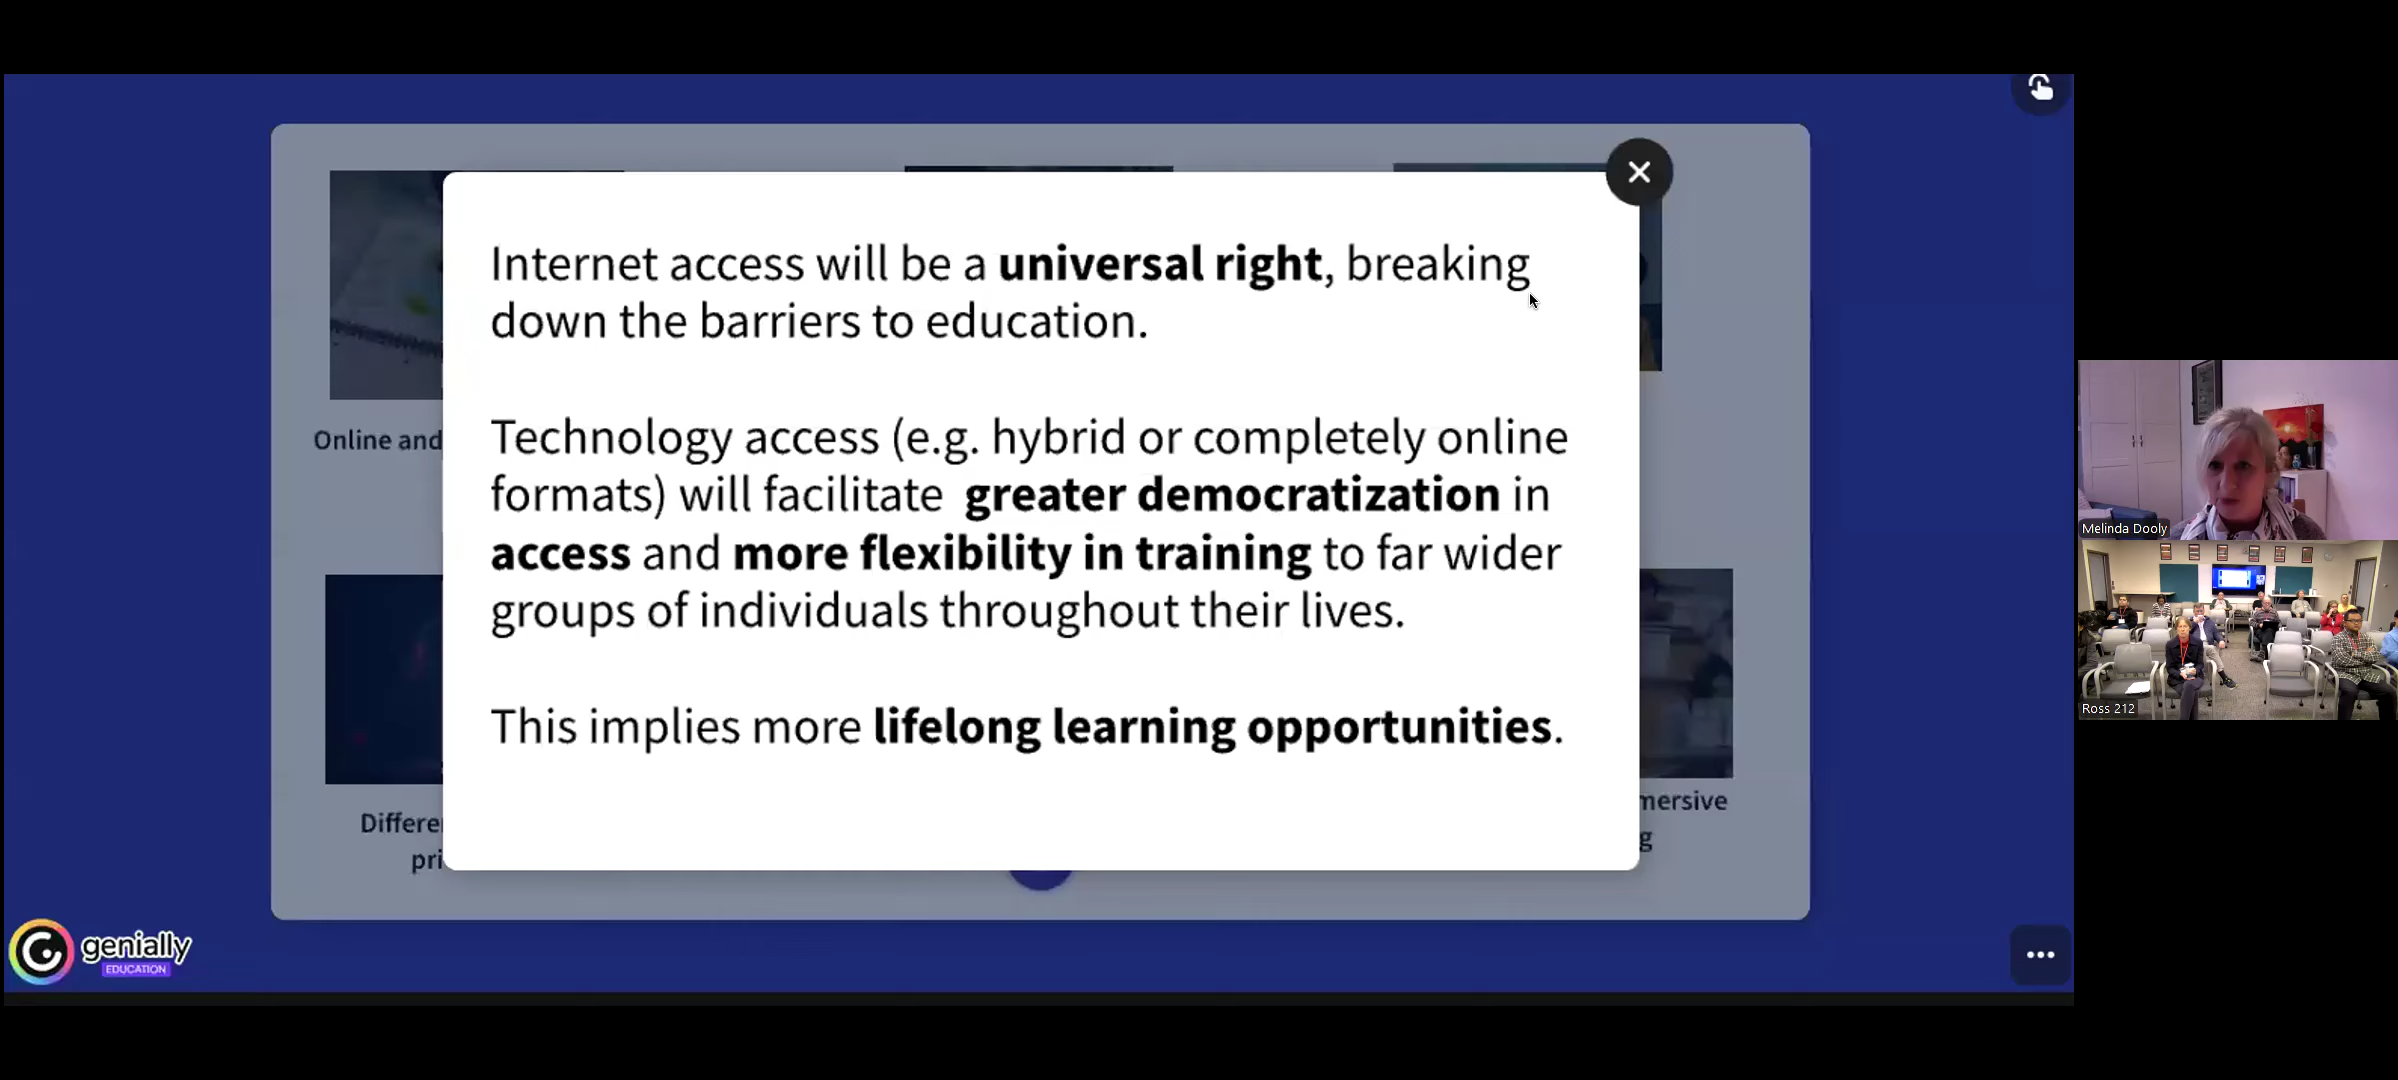 Internet access will be a universal right, breaking
down the barriers to education.
Technology access (e.g. hybrid or completely online
formats) will facilitate greater democratization in
access and more flexibility in training to far wider
groups of individuals throughout their lives.
This implies more lifelong learning opportunities.
Online and
Differe
pri
mersive
g
genially
EDUCATION
Melinda Dooly
Ross 212